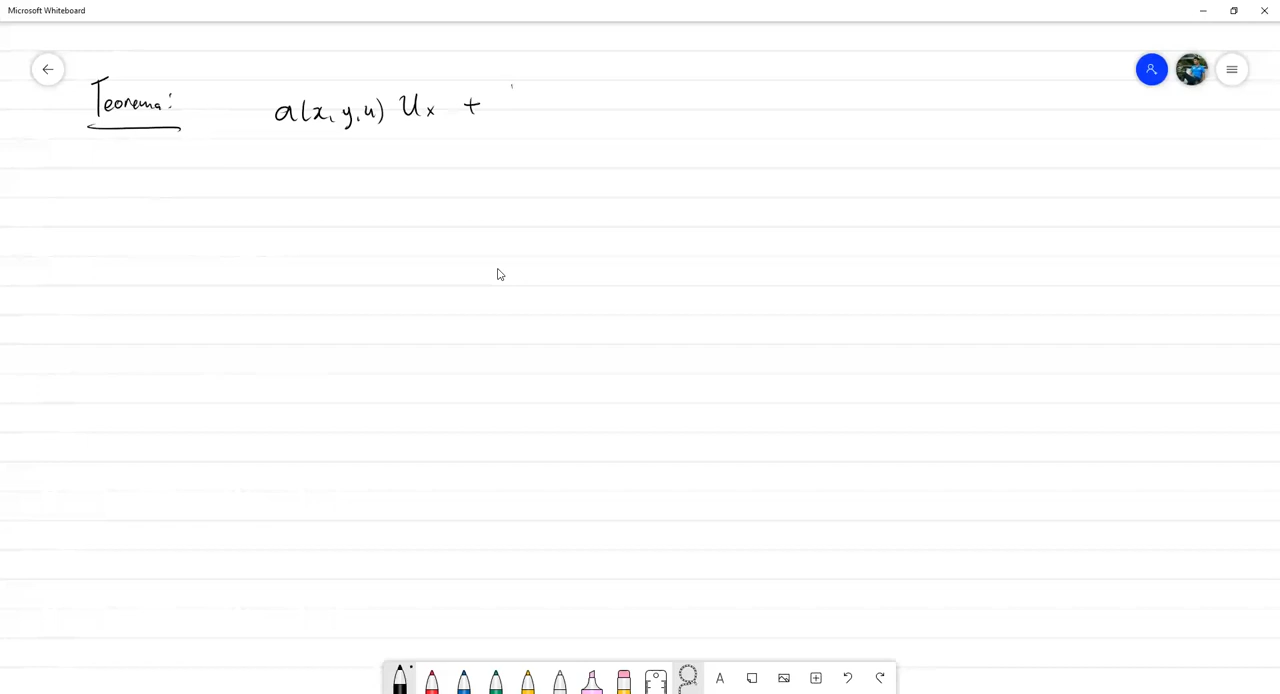 Microsoft Whiteboard
Teorema: a(x, y, u) Ux +
A